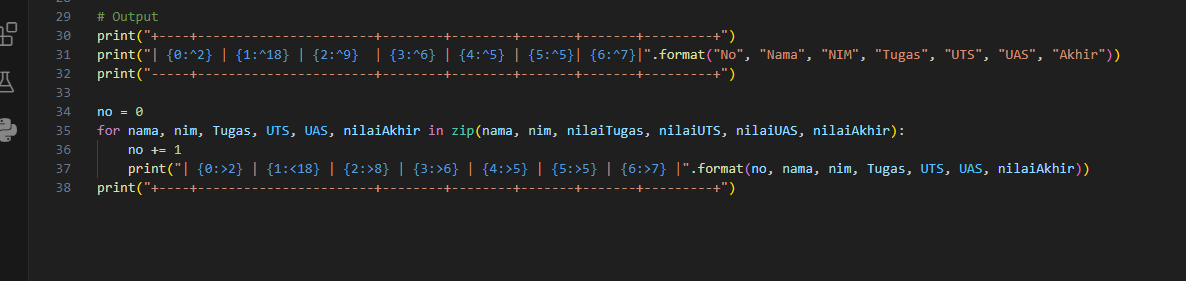 29 # Output
30 print("+----+-----------------------+--------+--------+-------+-------+---------+")
31 print("| {0:^2} | {1:^18} | {2:^9}  | {3:^6} | {4:^5} | {5:^5}| {6:^7}|".format("No", "Nama", "NIM", "Tugas", "UTS", "UAS", "Akhir"))
32 print("-----+-----------------------+--------+--------+-------+-------+---------+")
33
34 no = 0
35 for nama, nim, Tugas, UTS, UAS, nilaiAkhir in zip(nama, nim, nilaiTugas, nilaiUTS, nilaiUAS, nilaiAkhir):
36     no += 1
37     print("| {0:>2} | {1:<18} | {2:>8} | {3:>6} | {4:>5} | {5:>5} | {6:>7} |".format(no, nama, nim, Tugas, UTS, UAS, nilaiAkhir))
38 print("+----+-----------------------+--------+--------+-------+-------+---------+")